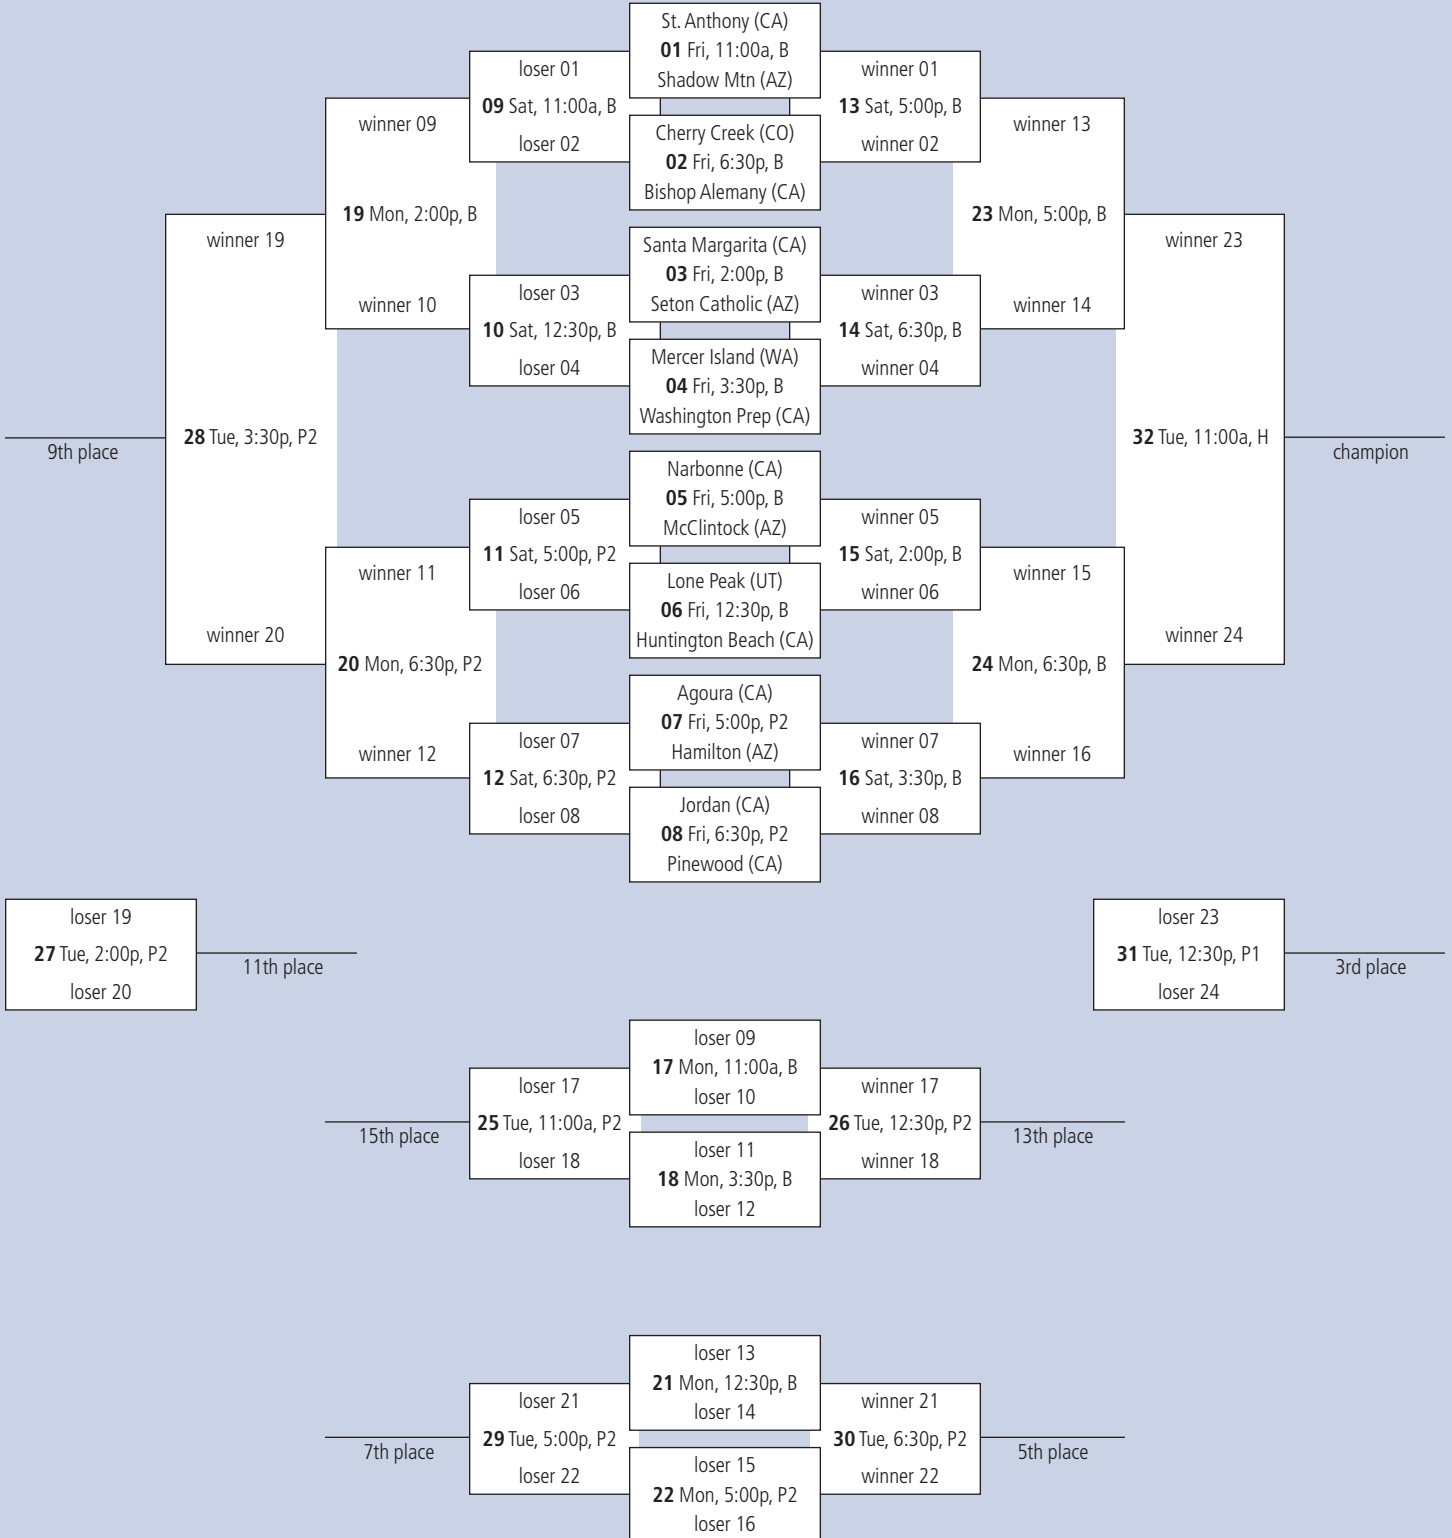 St. Anthony (CA)
01 Fri, 11:00a, B
Shadow Mtn (AZ)
loser 01
09 Sat, 11:00a, B
loser 02
winner 01
13 Sat, 5:00p, B
winner 02
Cherry Creek (CO)
02 Fri, 6:30p, B
Bishop Alemany (CA)
winner 09
19 Mon, 2:00p, B
winner 10
winner 13
23 Mon, 5:00p, B
winner 14
Santa Margarita (CA)
03 Fri, 2:00p, B
Seton Catholic (AZ)
loser 03
10 Sat, 12:30p, B
loser 04
winner 03
14 Sat, 6:30p, B
winner 04
Mercer Island (WA)
04 Fri, 3:30p, B
Washington Prep (CA)
winner 19
28 Tue, 3:30p, P2
winner 20
9th place
winner 23
32 Tue, 11:00a, H
winner 24
champion
Narbonne (CA)
05 Fri, 5:00p, B
McClintock (AZ)
loser 05
11 Sat, 5:00p, P2
loser 06
winner 05
15 Sat, 2:00p, B
winner 06
Lone Peak (UT)
06 Fri, 12:30p, B
Huntington Beach (CA)
winner 11
20 Mon, 6:30p, P2
winner 12
winner 15
24 Mon, 6:30p, B
winner 16
Agoura (CA)
07 Fri, 5:00p, P2
Hamilton (AZ)
loser 07
12 Sat, 6:30p, P2
loser 08
winner 07
16 Sat, 3:30p, B
winner 08
Jordan (CA)
08 Fri, 6:30p, P2
Pinewood (CA)
loser 19
27 Tue, 2:00p, P2
loser 20
11th place
loser 23
31 Tue, 12:30p, P1
loser 24
3rd place
loser 09
17 Mon, 11:00a, B
loser 10
loser 17
25 Tue, 11:00a, P2
loser 18
15th place
winner 17
26 Tue, 12:30p, P2
winner 18
13th place
loser 11
18 Mon, 3:30p, B
loser 12
loser 13
21 Mon, 12:30p, B
loser 14
loser 21
29 Tue, 5:00p, P2
loser 22
7th place
winner 21
30 Tue, 6:30p, P2
winner 22
5th place
loser 15
22 Mon, 5:00p, P2
loser 16